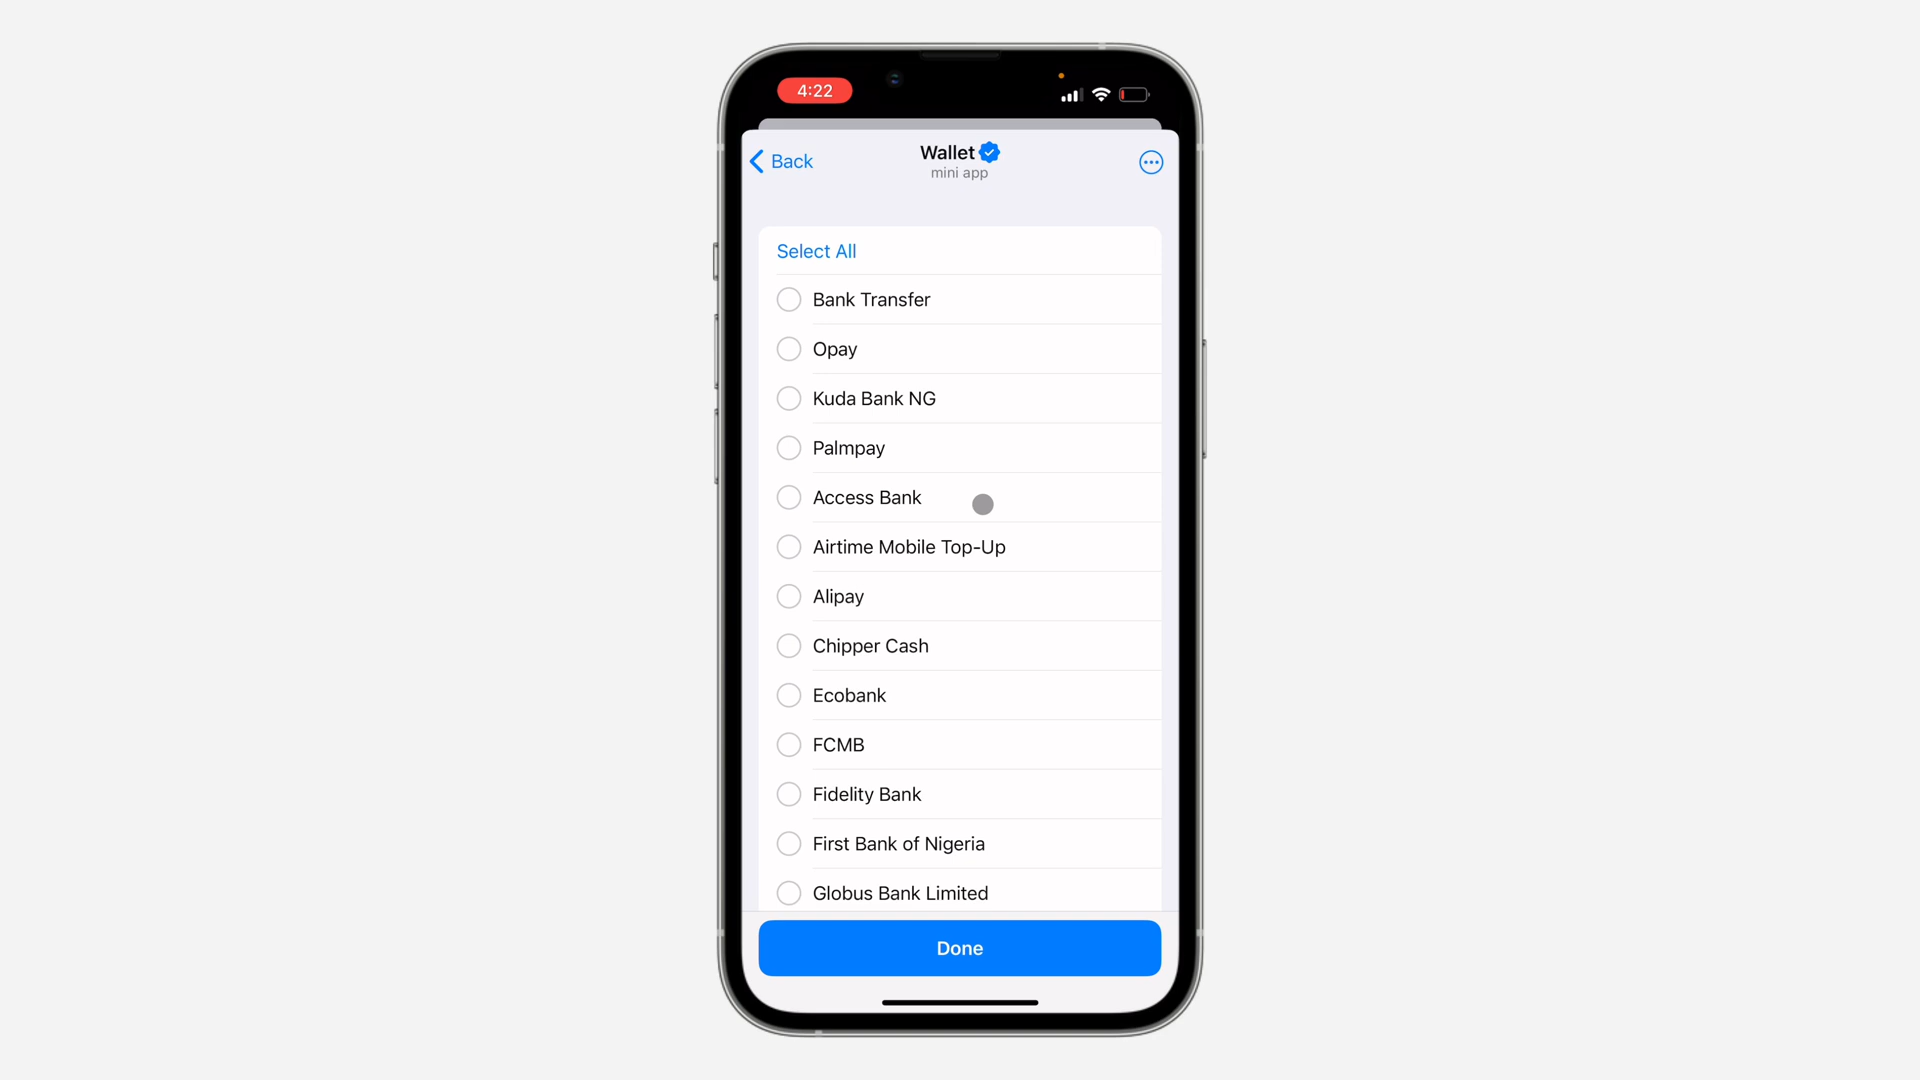 4:22
Back
Wallet
mini app
Select All
Bank Transfer
Opay
Kuda Bank NG
Palmpay
Access Bank
Airtime Mobile Top-Up
Alipay
Chipper Cash
Ecobank
FCMB
Fidelity Bank
First Bank of Nigeria
Globus Bank Limited
Done